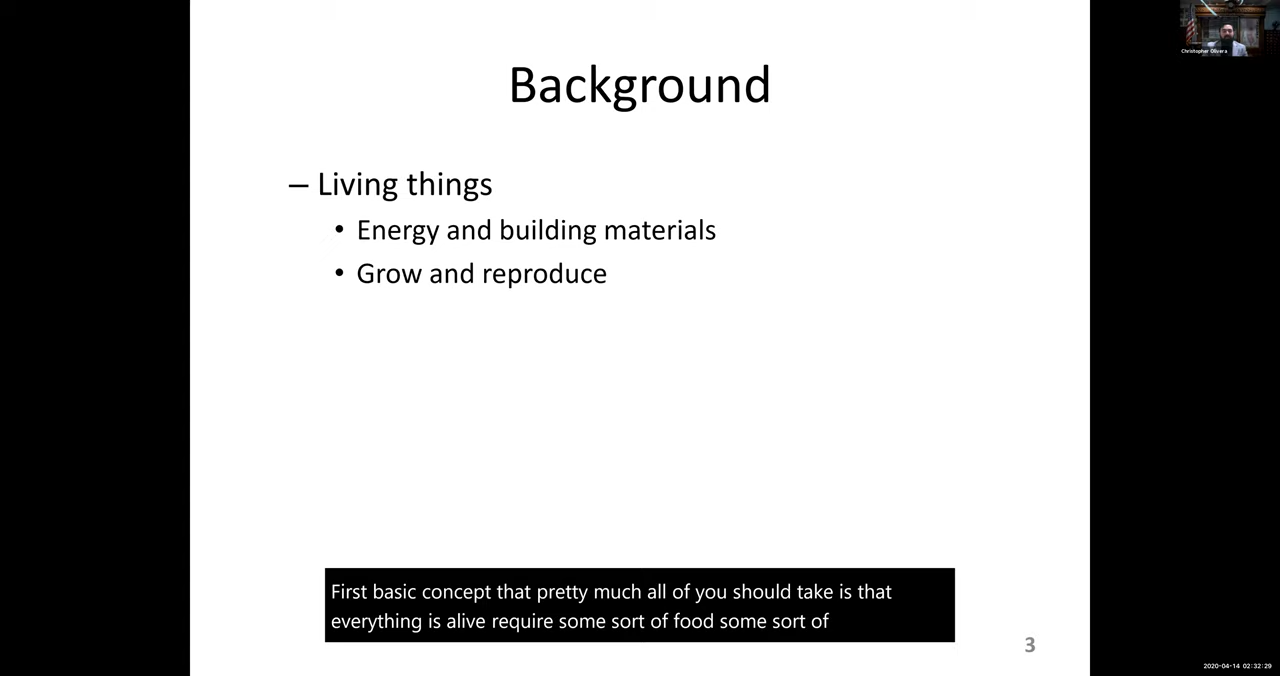 Background
– Living things
• Energy and building materials
• Grow and reproduce
First basic concept that pretty much all of you should take is that
everything is alive require some sort of food some sort of
3
Christopher Olivera
2020-04-14 02:32:29